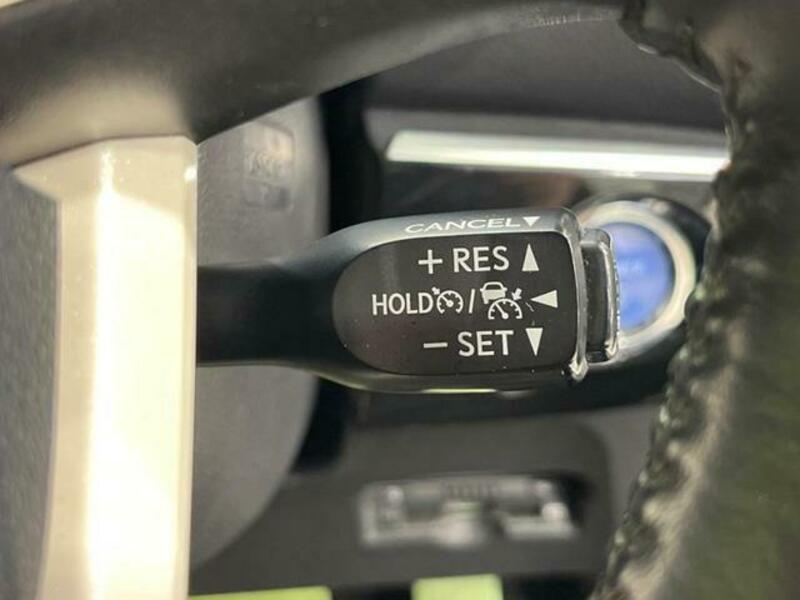 CANCEL▼
+ RES ▲
HOLD / ◀
− SET ▼